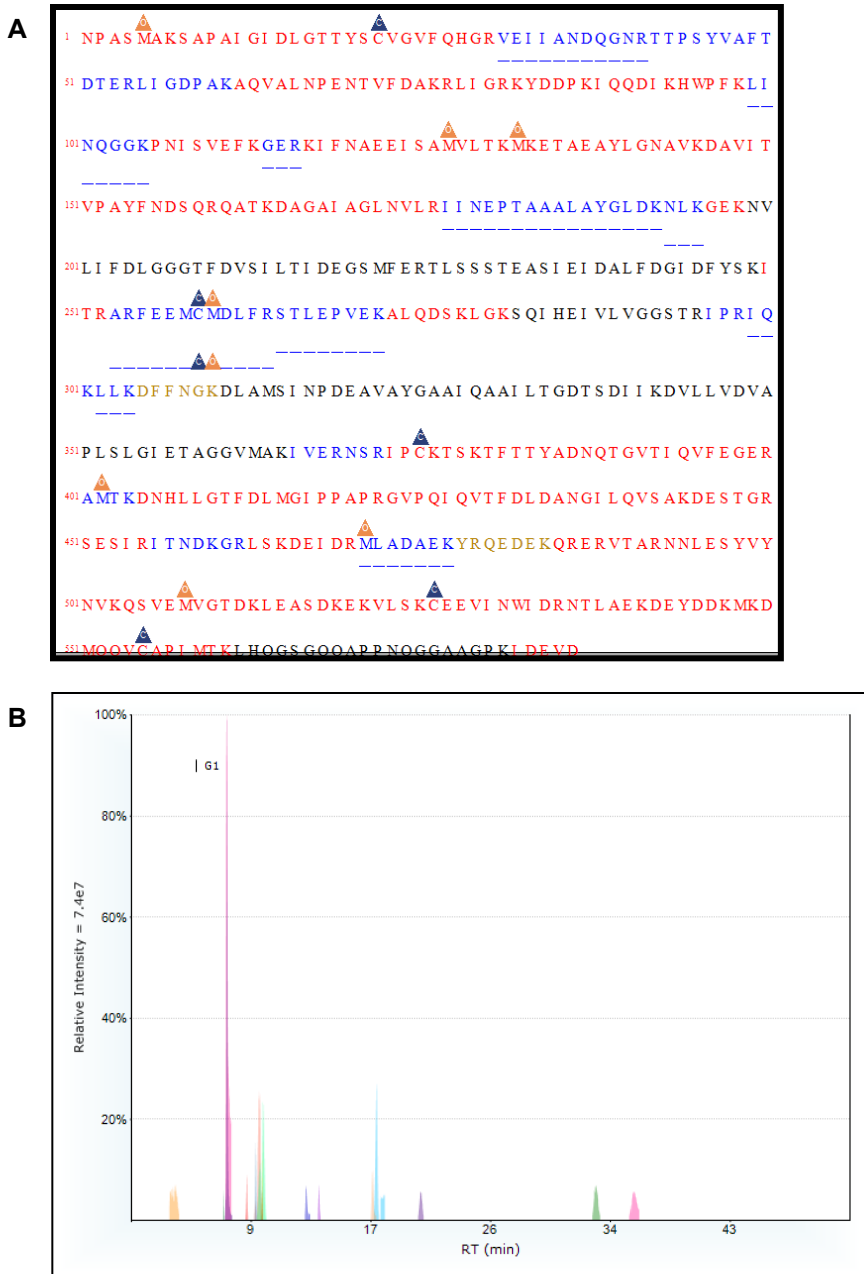 A
O C
1 NPASMAKSAPAIGIDLGTTYSCVGVFQHGRVEIIANDQGNRTTPSYVAFT
51 DTERLIGDPAKAQVALNPENTVFDAKRLIGRKYDDPKIQQDIKHWPFKLI
O O
101 NQGGKPNISVEFKGERKIFNAEEISAMVLTKMKETAEAYLGNAVKDAVIT
151 VPAYFNDSQRQATKDAGAIAGLNVLRIINEPTAAALAYGLDKNLKGEKNV
201 LIFDLGGGTFDVSILTIDEGSMFERTLSSSTEASIEIDALFDGIDFYSKI
C O
251 TRARFEEMCMDLFRSTLEPVEKALQDSKLGKSQIHEIVLVGGSTRIPRIQ
C O
301 KLLKDFFNGKDLAMSINPDEAVAYGAAIQAAILTGDTSDIIKDVLLVDVA
C
351 PLSLGIETAGGVMAKIVERNSRIPCKTSKTFTTYADNQTGVTIQVFEGER
O
401 AMTKDNHLLGTFDLMGIPPAPRGVPQIQVTFDLDANGILQVSAKDESTGR
O
451 SESIRITNDKGRLSKDEIDRMLADAEKYRQEDEKQRERVTARNNLESYVY
O C
501 NVKQSVEMVGTDKLEASDKEKVLSKCEEVINWIDRNTLAEKDEYDDKMKD
C
551 MQQVCAPIMTKLHQGSGQQAPPNQGGAAGPKIDEVD
B
100%
| G1
80%
60%
40%
20%
Relative Intensity = 7.4e7
9 17 26 34 43
RT (min)